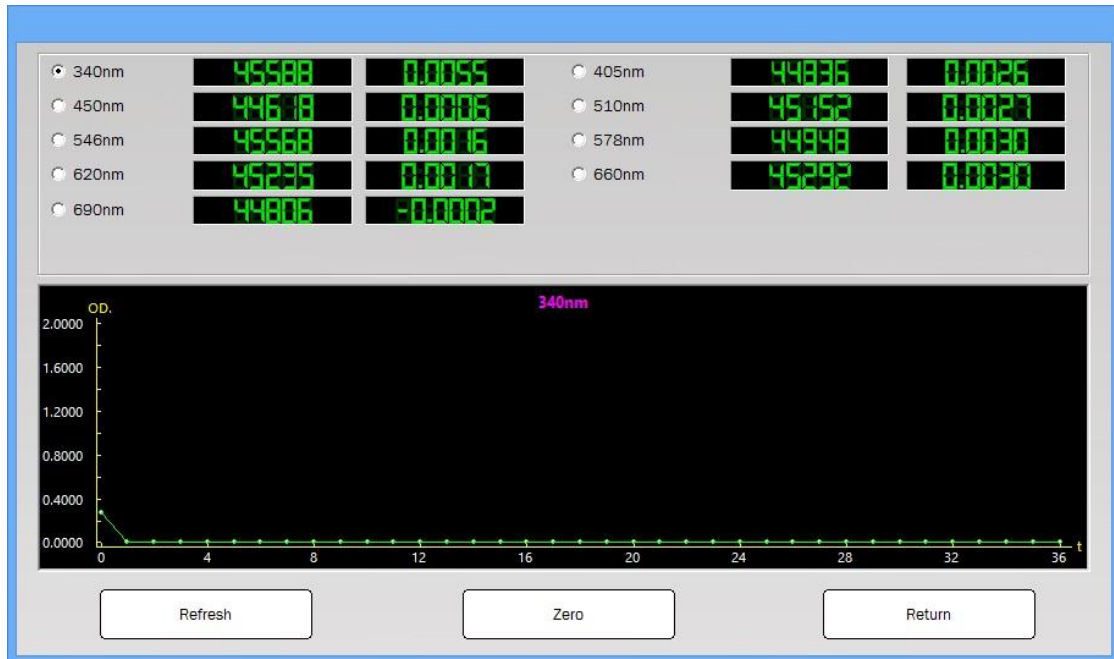 340nm 45588 0.0055 405nm 44836 0.0026
450nm 44618 0.0006 510nm 45152 0.0027
546nm 45568 0.0016 578nm 44948 0.0030
620nm 45235 0.0017 660nm 45292 0.0030
690nm 44806 -0.0002
340nm
OD.
2.0000
1.6000
1.2000
0.8000
0.4000
0.0000
0 4 8 12 16 20 24 28 32 36 t
Refresh Zero Return